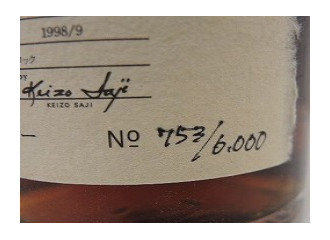 1998/9
ック
Keizo Saji
KEIZO SAJI
No 753/6.000